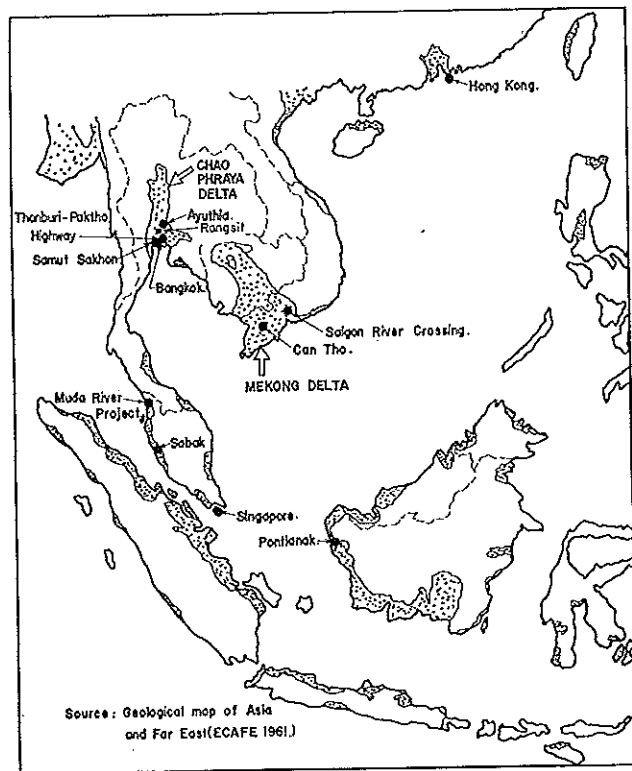 Hong Kong.
CHAO
PHRAYA
DELTA
Thonburi-Paktho
Highway
Ayuthia.
Rangsit.
Samut Sakhon
Bangkok.
Saigon River Crossing.
Can Tho.
MEKONG DELTA
Muda River
Project.
Sabak
Singapore.
Pontianak
Source : Geological map of Asia
and Far East(ECAFE 1961.)